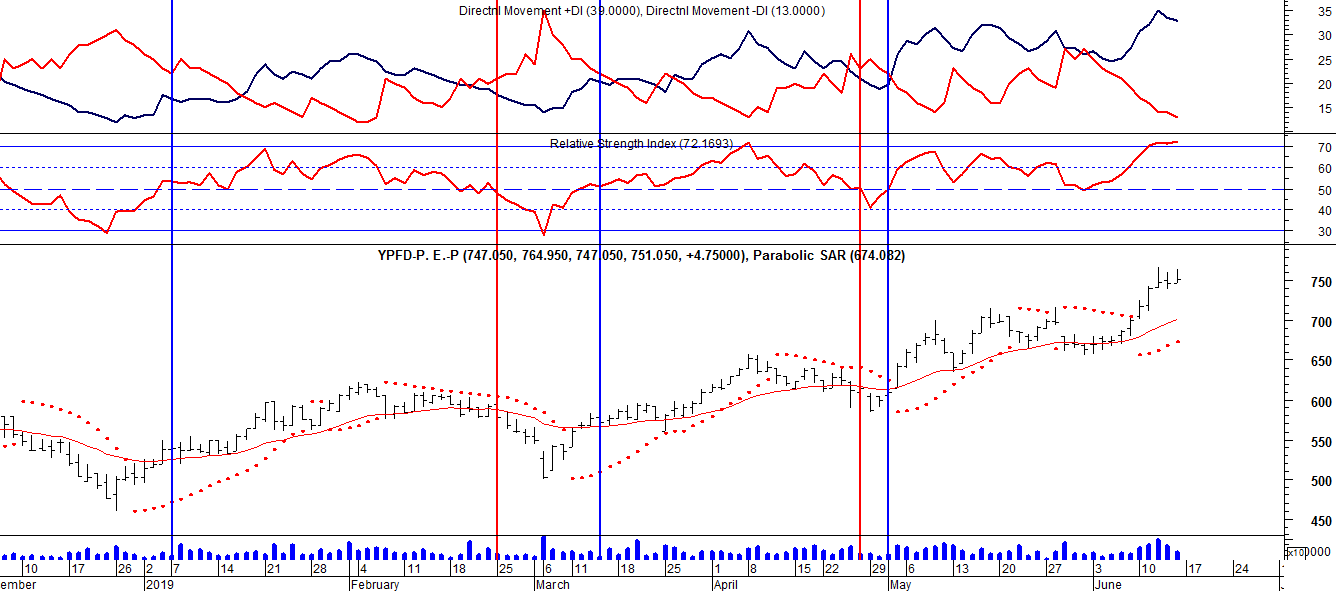 Directnl Movement +DI (39.0000), Directnl Movement -DI (13.0000)
35
30
25
20
15
Relative Strength Index (72.1693)
70
60
50
40
30
YPFD-P. E.-P (747.050, 764.950, 747.050, 751.050, +4.75000), Parabolic SAR (674.032)
750
700
650
600
550
500
450
x10000
10 17 26 2 7 14 21 28 4 11 18 25 6 11 18 25 1 8 15 22 29 6 13 20 27 3 10 17 24
ember 2019 February March April May June